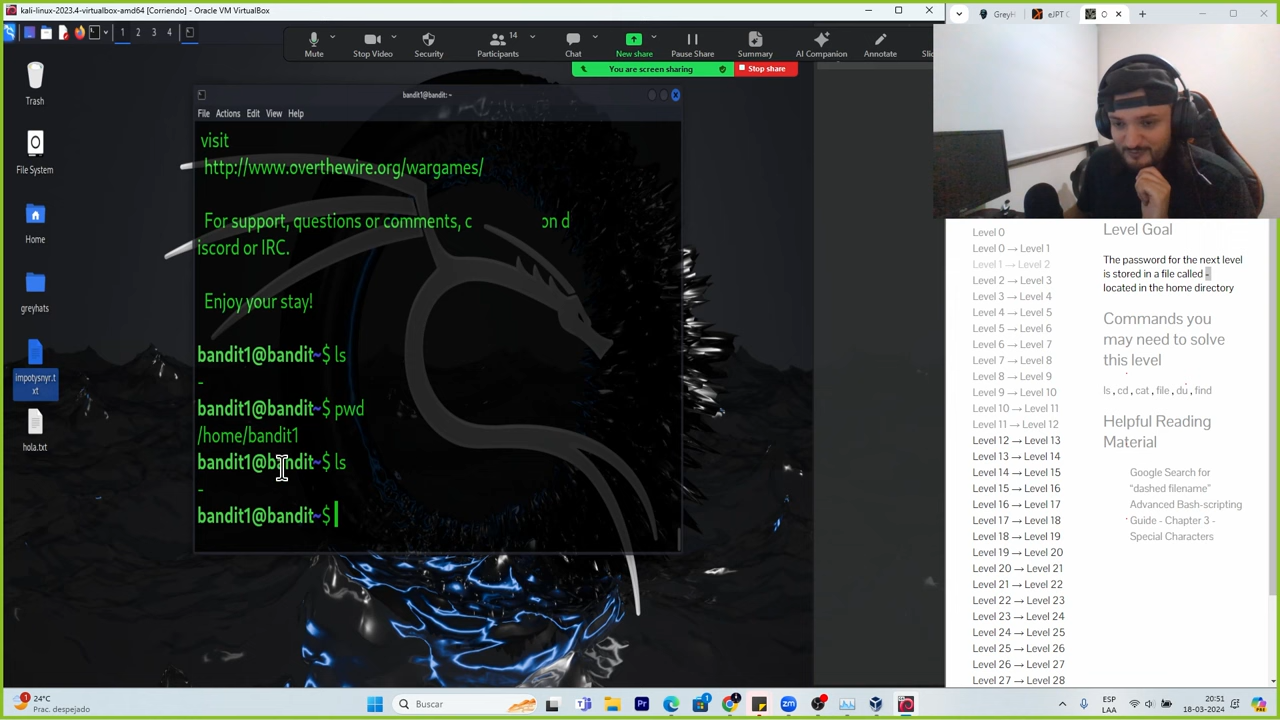 kali-linux-2023.4-virtualbox-amd64 [Corriendo] - Oracle VM VirtualBox
GreyH
eJPT
1 2 3 4
Mute
Stop Video
Security
Participants
14
Chat
New share
Pause Share
Summary
AI Companion
Annotate
You are screen sharing
Stop share
Trash
File System
Home
greyhats
impotysnyr.t
xt
hola.txt
bandit1@bandit: ~
File Actions Edit View Help
visit
http://www.overthewire.org/wargames/
For support, questions or comments, c on d
iscord or IRC.
Enjoy your stay!
bandit1@bandit~$ ls
-
bandit1@bandit~$ pwd
/home/bandit1
bandit1@bandit~$ ls
-
bandit1@bandit~$
Level 0
Level 0 → Level 1
Level 1 → Level 2
Level 2 → Level 3
Level 3 → Level 4
Level 4 → Level 5
Level 5 → Level 6
Level 6 → Level 7
Level 7 → Level 8
Level 8 → Level 9
Level 9 → Level 10
Level 10 → Level 11
Level 11 → Level 12
Level 12 → Level 13
Level 13 → Level 14
Level 14 → Level 15
Level 15 → Level 16
Level 16 → Level 17
Level 17 → Level 18
Level 18 → Level 19
Level 19 → Level 20
Level 20 → Level 21
Level 21 → Level 22
Level 22 → Level 23
Level 23 → Level 24
Level 24 → Level 25
Level 25 → Level 26
Level 26 → Level 27
Level 27 → Level 28
Level Goal
The password for the next level
is stored in a file called -
located in the home directory
Commands you
may need to solve
this level
ls , cd , cat , file , du , find
Helpful Reading
Material
Google Search for
“dashed filename”
Advanced Bash-scripting
Guide - Chapter 3 -
Special Characters
24°C
Prac. despejado
Buscar
ESP
LAA
20:51
18-03-2024